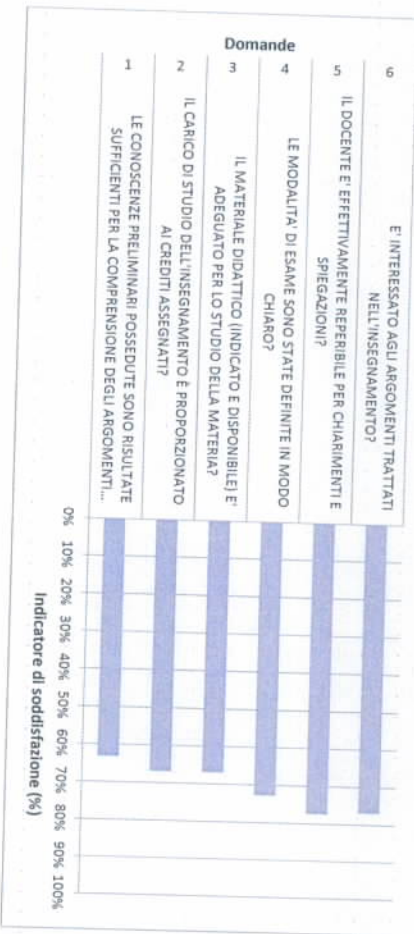 Domande
6
E' INTERESSATO AGLI ARGOMENTI TRATTATI
NELL'INSEGNAMENTO?
5
IL DOCENTE E' EFFETTIVAMENTE REPERIBILE PER CHIARIMENTI E
SPIEGAZIONI?
4
LE MODALITA' DI ESAME SONO STATE DEFINITE IN MODO
CHIARO?
3
IL MATERIALE DIDATTICO (INDICATO E DISPONIBILE) E'
ADEGUATO PER LO STUDIO DELLA MATERIA?
2
IL CARICO DI STUDIO DELL'INSEGNAMENTO È PROPORZIONATO
AI CREDITI ASSEGNATI?
1
LE CONOSCENZE PRELIMINARI POSSEDUTE SONO RISULTATE
SUFFICIENTI PER LA COMPRENSIONE DEGLI ARGOMENTI...
0% 10% 20% 30% 40% 50% 60% 70% 80% 90% 100%
Indicatore di soddisfazione (%)